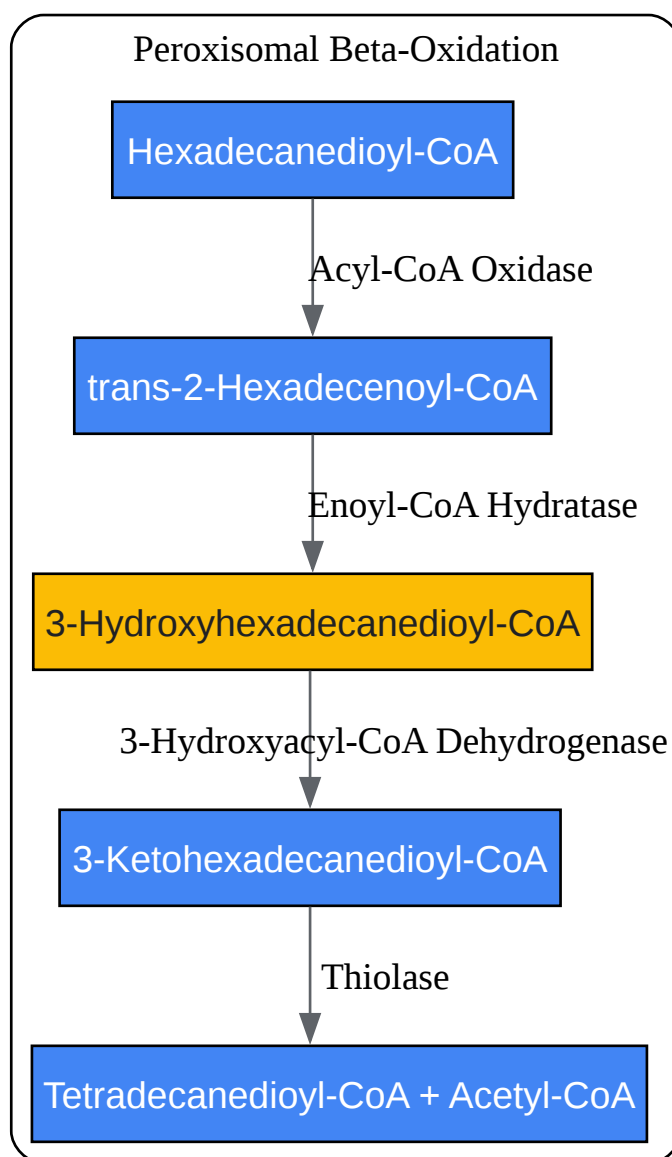 Peroxisomal Beta-Oxidation
Hexadecanedioyl-CoA
Acyl-CoA Oxidase
trans-2-Hexadecenoyl-CoA
Enoyl-CoA Hydratase
3-Hydroxyhexadecanedioyl-CoA
3-Hydroxyacyl-CoA Dehydrogenase
3-Ketohexadecanedioyl-CoA
Thiolase
Tetradecanedioyl-CoA + Acetyl-CoA